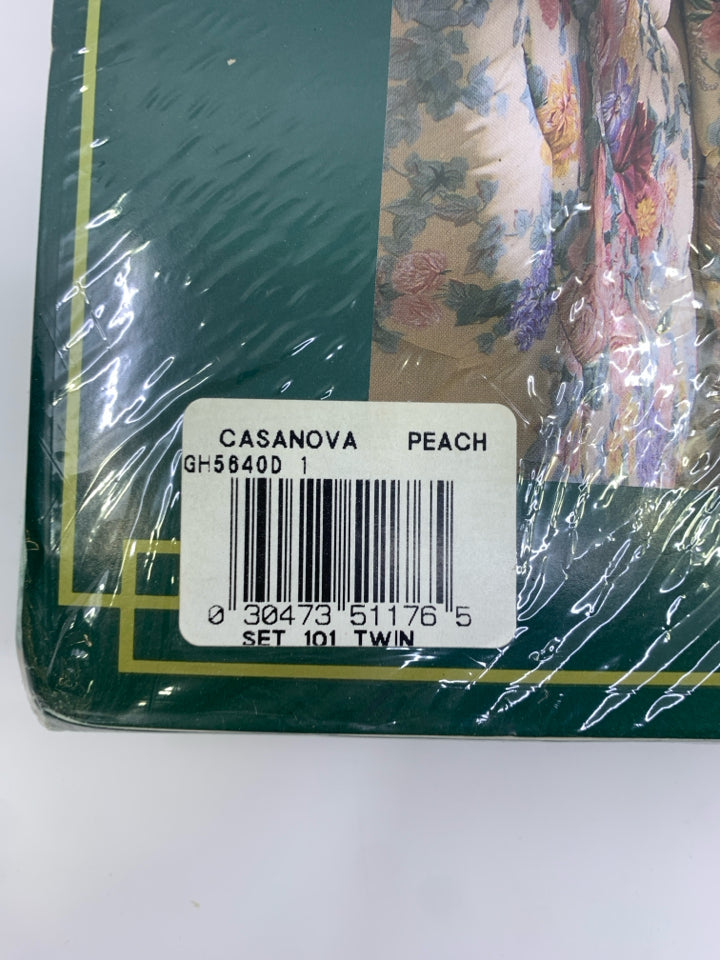 CASANOVA PEACH
GH5640D 1
0 30473 51176 5
SET 101 TWIN